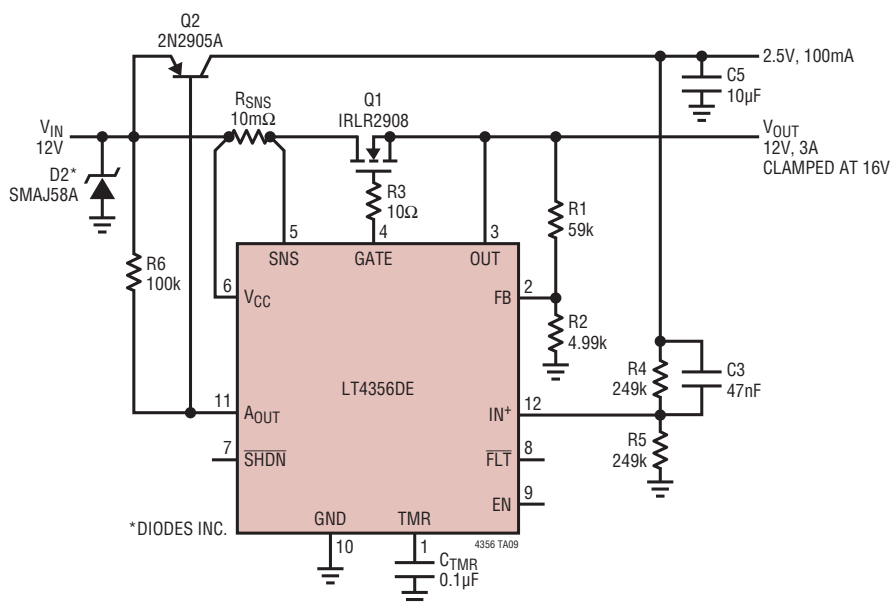 Q2
2N2905A
2.5V, 100mA
C5
10µF
RSNS
10mΩ
Q1
IRLR2908
VIN
12V
VOUT
12V, 3A
CLAMPED AT 16V
D2*
SMAJ58A
R3
10Ω
R1
59k
5
4
3
SNS
GATE
OUT
R6
100k
6
VCC
FB
2
R2
4.99k
LT4356DE
R4
249k
C3
47nF
11
AOUT
IN+
12
R5
249k
7
SHDN
FLT
8
EN
9
*DIODES INC.
GND
TMR
4356 TA09
10
1
CTMR
0.1µF